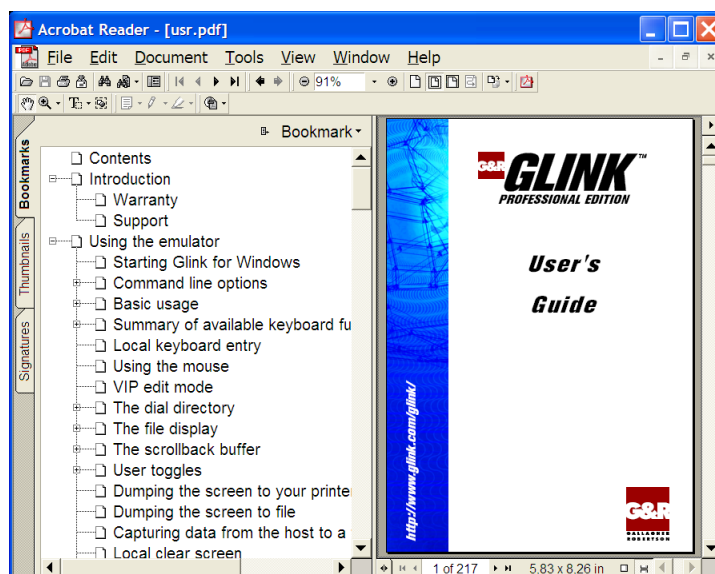 Acrobat Reader - [usr.pdf]
File Edit Document Tools View Window Help
91%
Bookmark
Bookmarks
Thumbnails
Signatures
Contents
Introduction
Warranty
Support
Using the emulator
Starting Glink for Windows
Command line options
Basic usage
Summary of available keyboard fu
Local keyboard entry
Using the mouse
VIP edit mode
The dial directory
The file display
The scrollback buffer
User toggles
Dumping the screen to your printe
Dumping the screen to file
Capturing data from the host to a
Local clear screen
G&R GLINK™
PROFESSIONAL EDITION
User's
Guide
http://www.glink.com/glink/
G&R
GALLAGHER
ROBERTSON
1 of 217 5,83 x 8,26 in